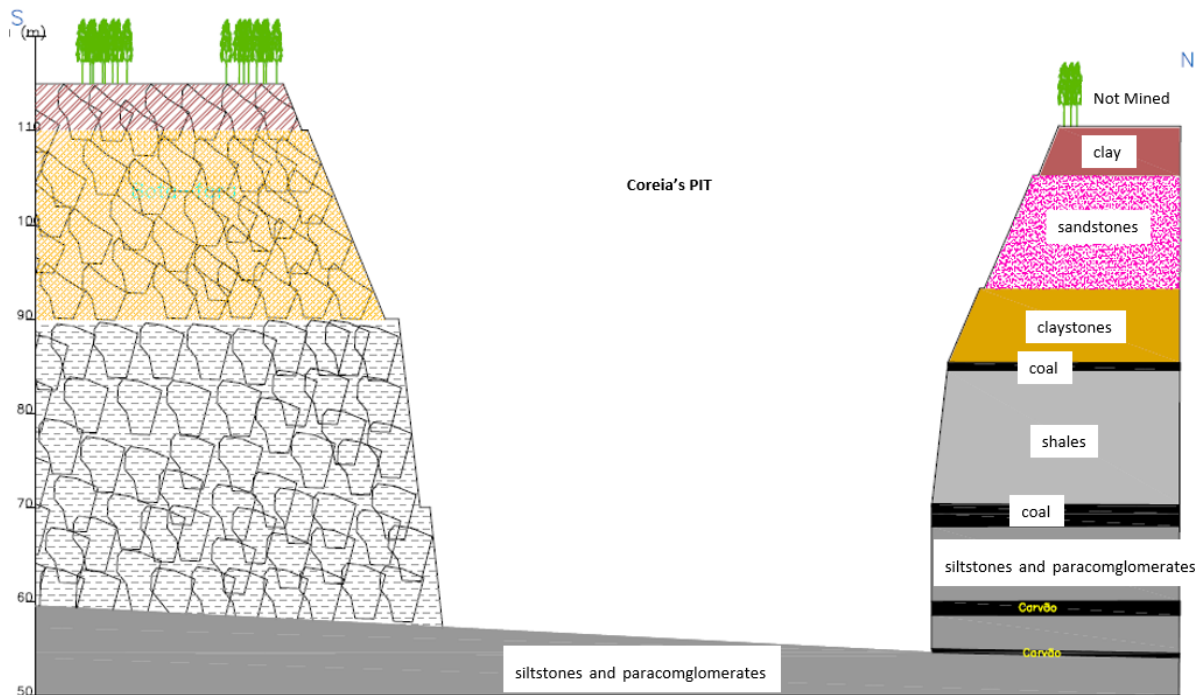 S
(m)
N
Not Mined
110
clay
Coreia's PIT
100
sandstones
90
claystones
coal
80
shales
70
coal
siltstones and paracomglomerates
60
Carvão
Carvão
siltstones and paracomglomerates
50